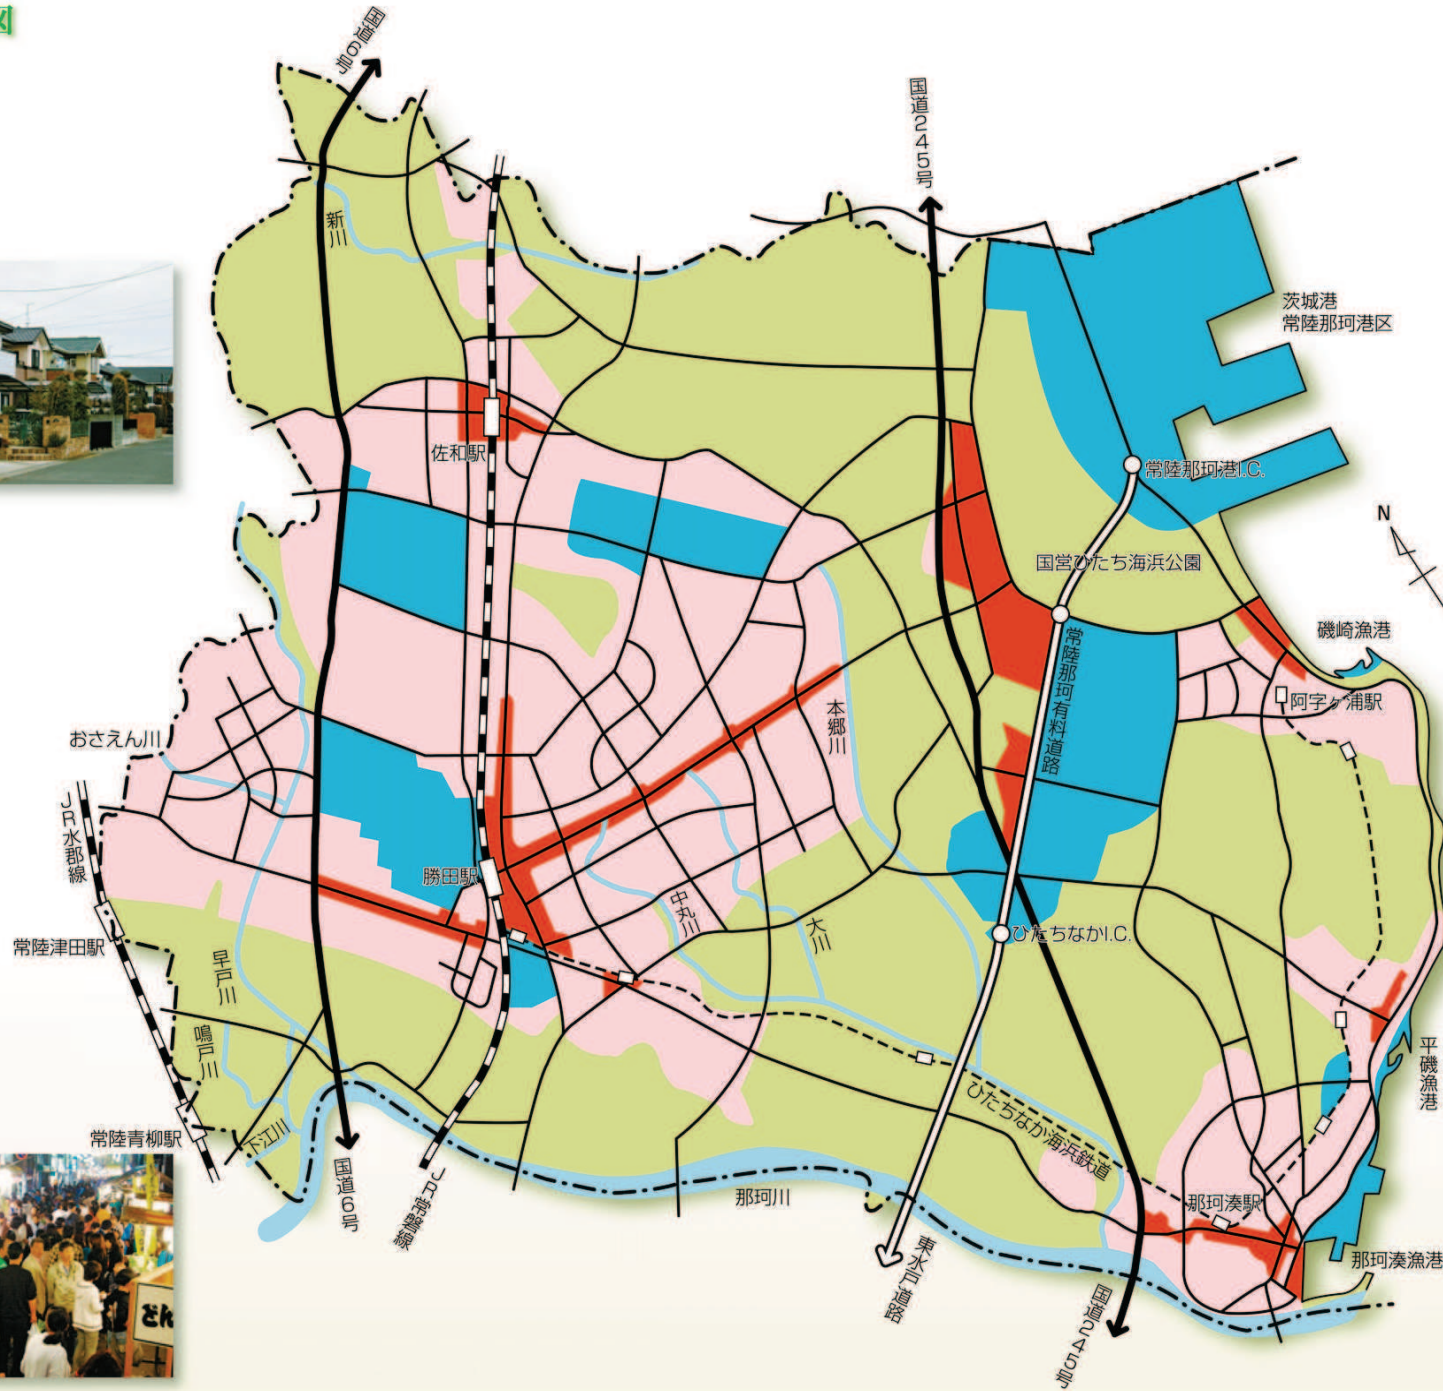 図
国道6号
国道245号
新川
茨城港
常陸那珂港区
佐和駅
常陸那珂港I.C.
N
国営ひたち海浜公園
磯崎漁港
常陸那珂有料道路
阿字ヶ浦駅
本郷川
おさえん川
JR水郡線
勝田駅
中丸川
大川
ひたちなかI.C.
常陸津田駅
早戸川
鳴戸川
平磯漁港
ひたちなか海浜鉄道
常陸青柳駅
下江川
国道6号
JR常磐線
那珂川
那珂湊駅
東水戸道路
那珂湊漁港
国道245号
どん